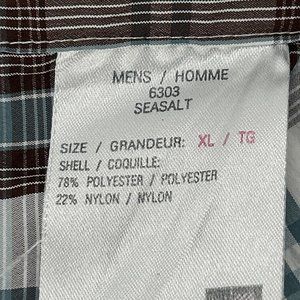 MENS / HOMME
6303
SEASALT
SIZE / GRANDEUR: XL / TG
SHELL / COQUILLE:
78% POLYESTER / POLYESTER
22% NYLON / NYLON